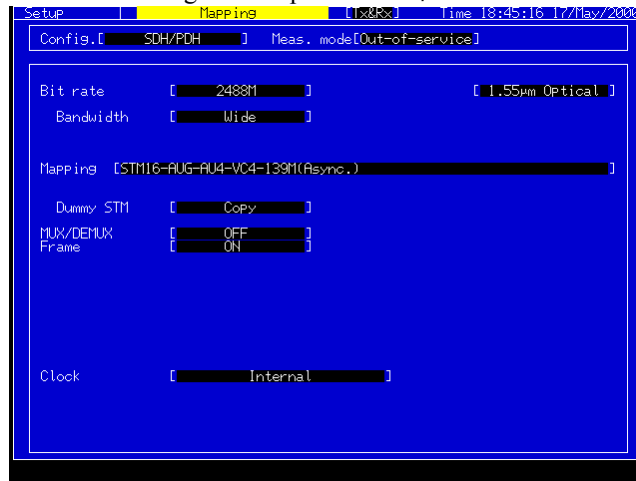 Setup | Mapping [Tx&Rx] Time 18:45:16 17/May/2000
Config.[ SDH/PDH ] Meas. mode[Out-of-service]
Bit rate [ 2488M ] [ 1.55μm Optical ]
Bandwidth [ Wide ]
Mapping [STM16-AUG-AU4-VC4-139M(Async.) ]
Dummy STM [ Copy ]
MUX/DEMUX [ OFF ]
Frame [ ON ]
Clock [ Internal ]